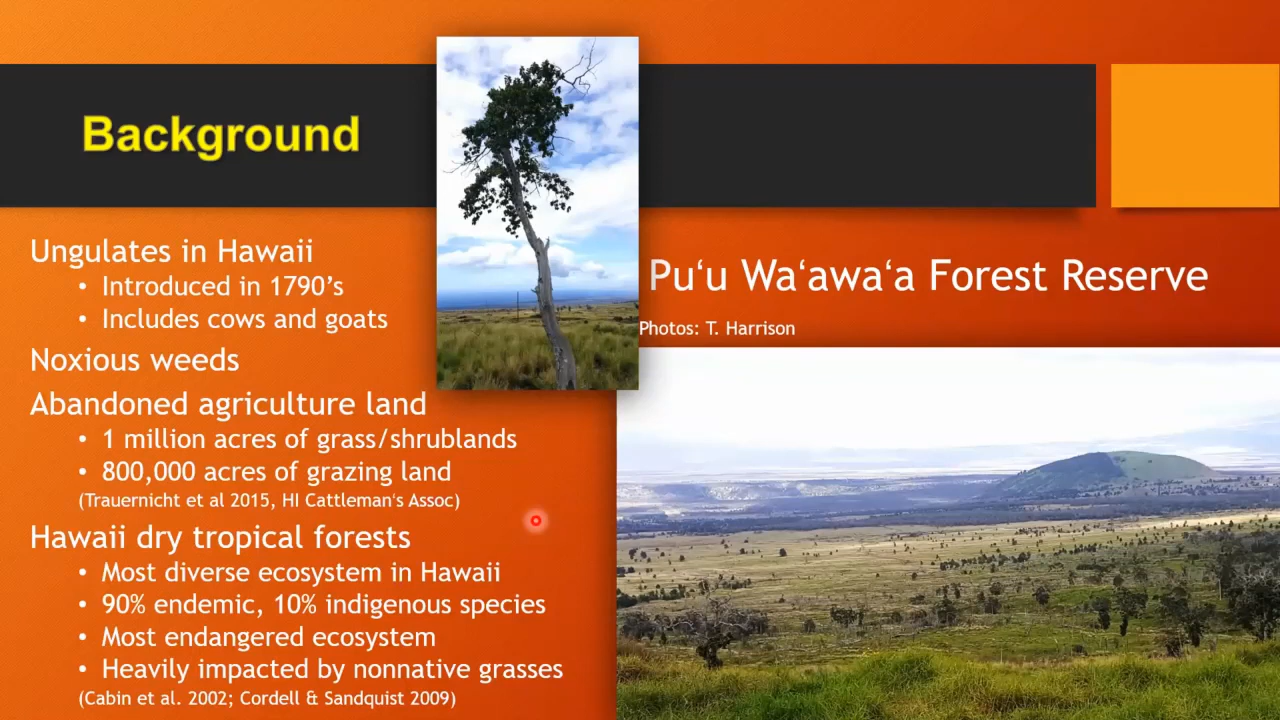 Background
Ungulates in Hawaii
• Introduced in 1790’s
• Includes cows and goats
Noxious weeds
Abandoned agriculture land
• 1 million acres of grass/shrublands
• 800,000 acres of grazing land
(Trauernicht et al 2015, HI Cattleman's Assoc)
Hawaii dry tropical forests
• Most diverse ecosystem in Hawaii
• 90% endemic, 10% indigenous species
• Most endangered ecosystem
• Heavily impacted by nonnative grasses
(Cabin et al. 2002; Cordell & Sandquist 2009)
Pu‘u Wa‘awa‘a Forest Reserve
Photos: T. Harrison